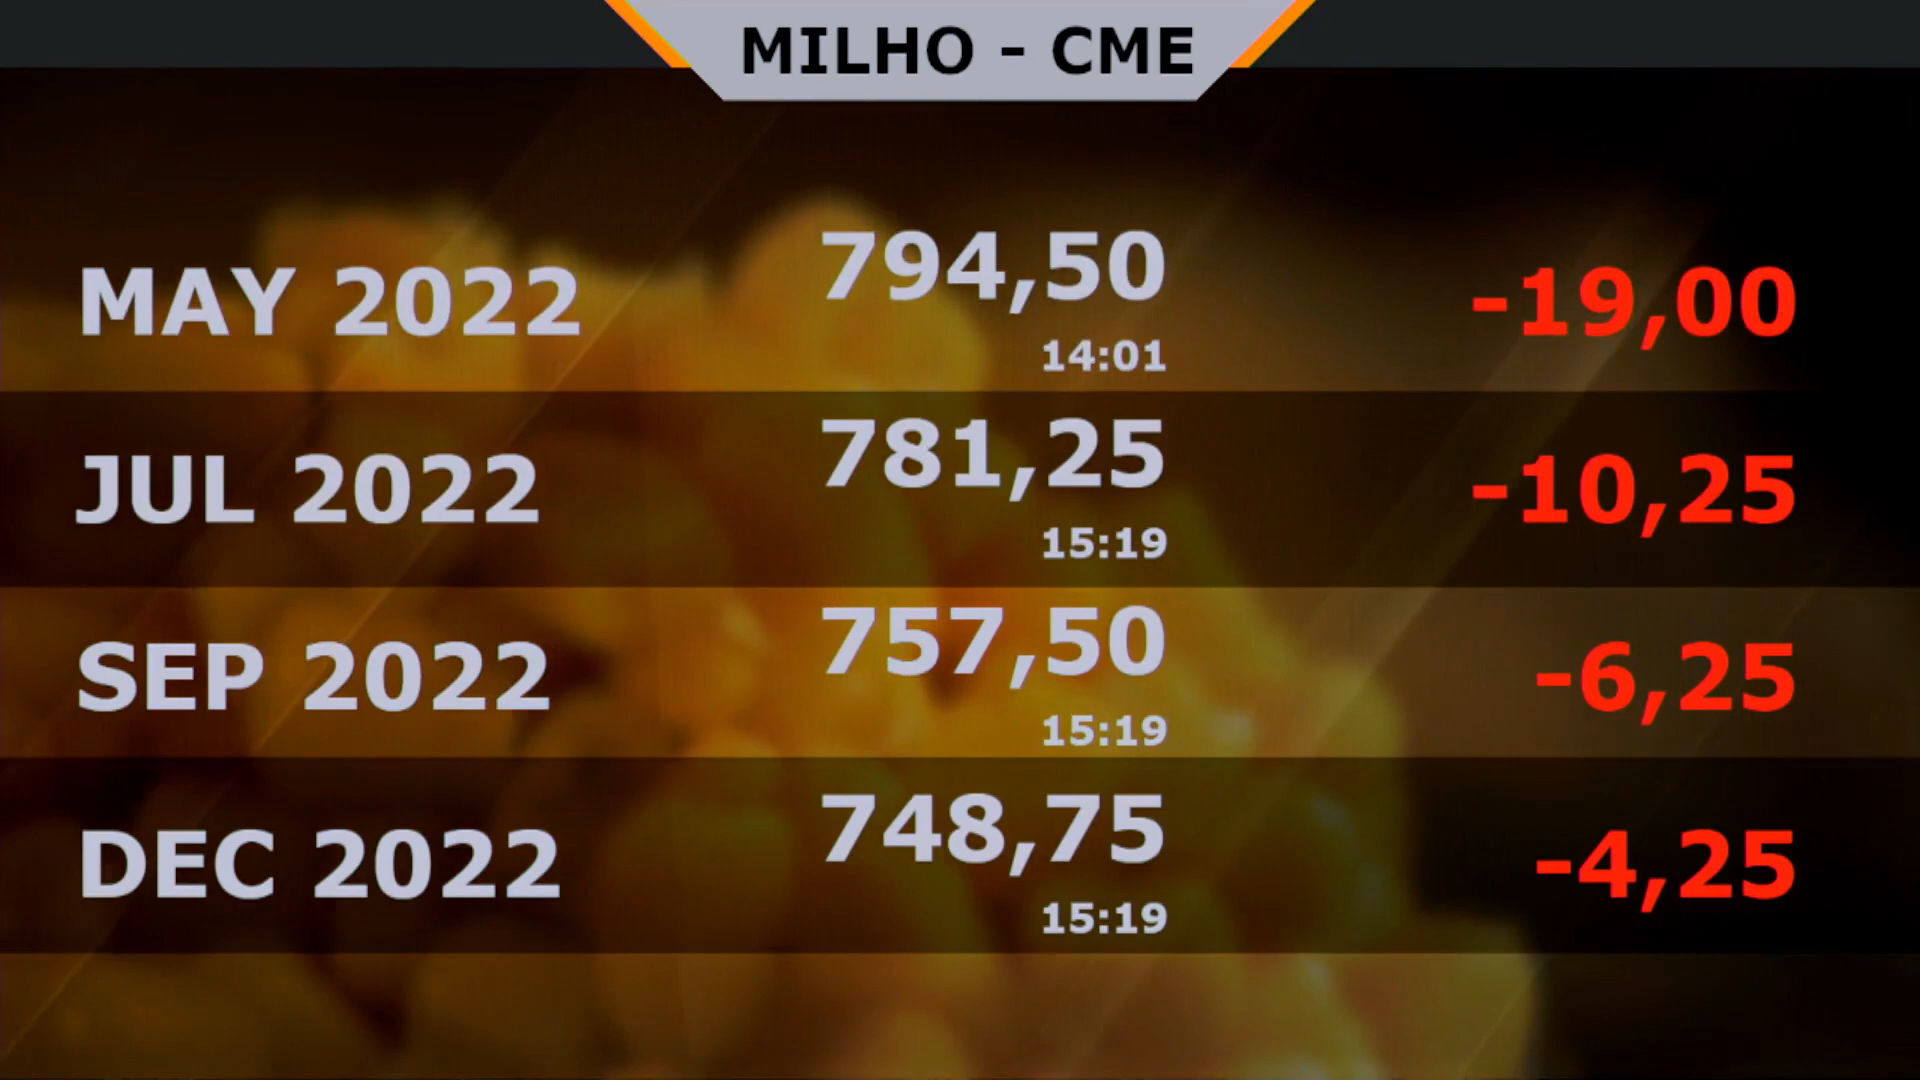 MILHO - CME
MAY 2022 794,50 -19,00
14:01
JUL 2022 781,25 -10,25
15:19
SEP 2022 757,50 -6,25
15:19
DEC 2022 748,75 -4,25
15:19